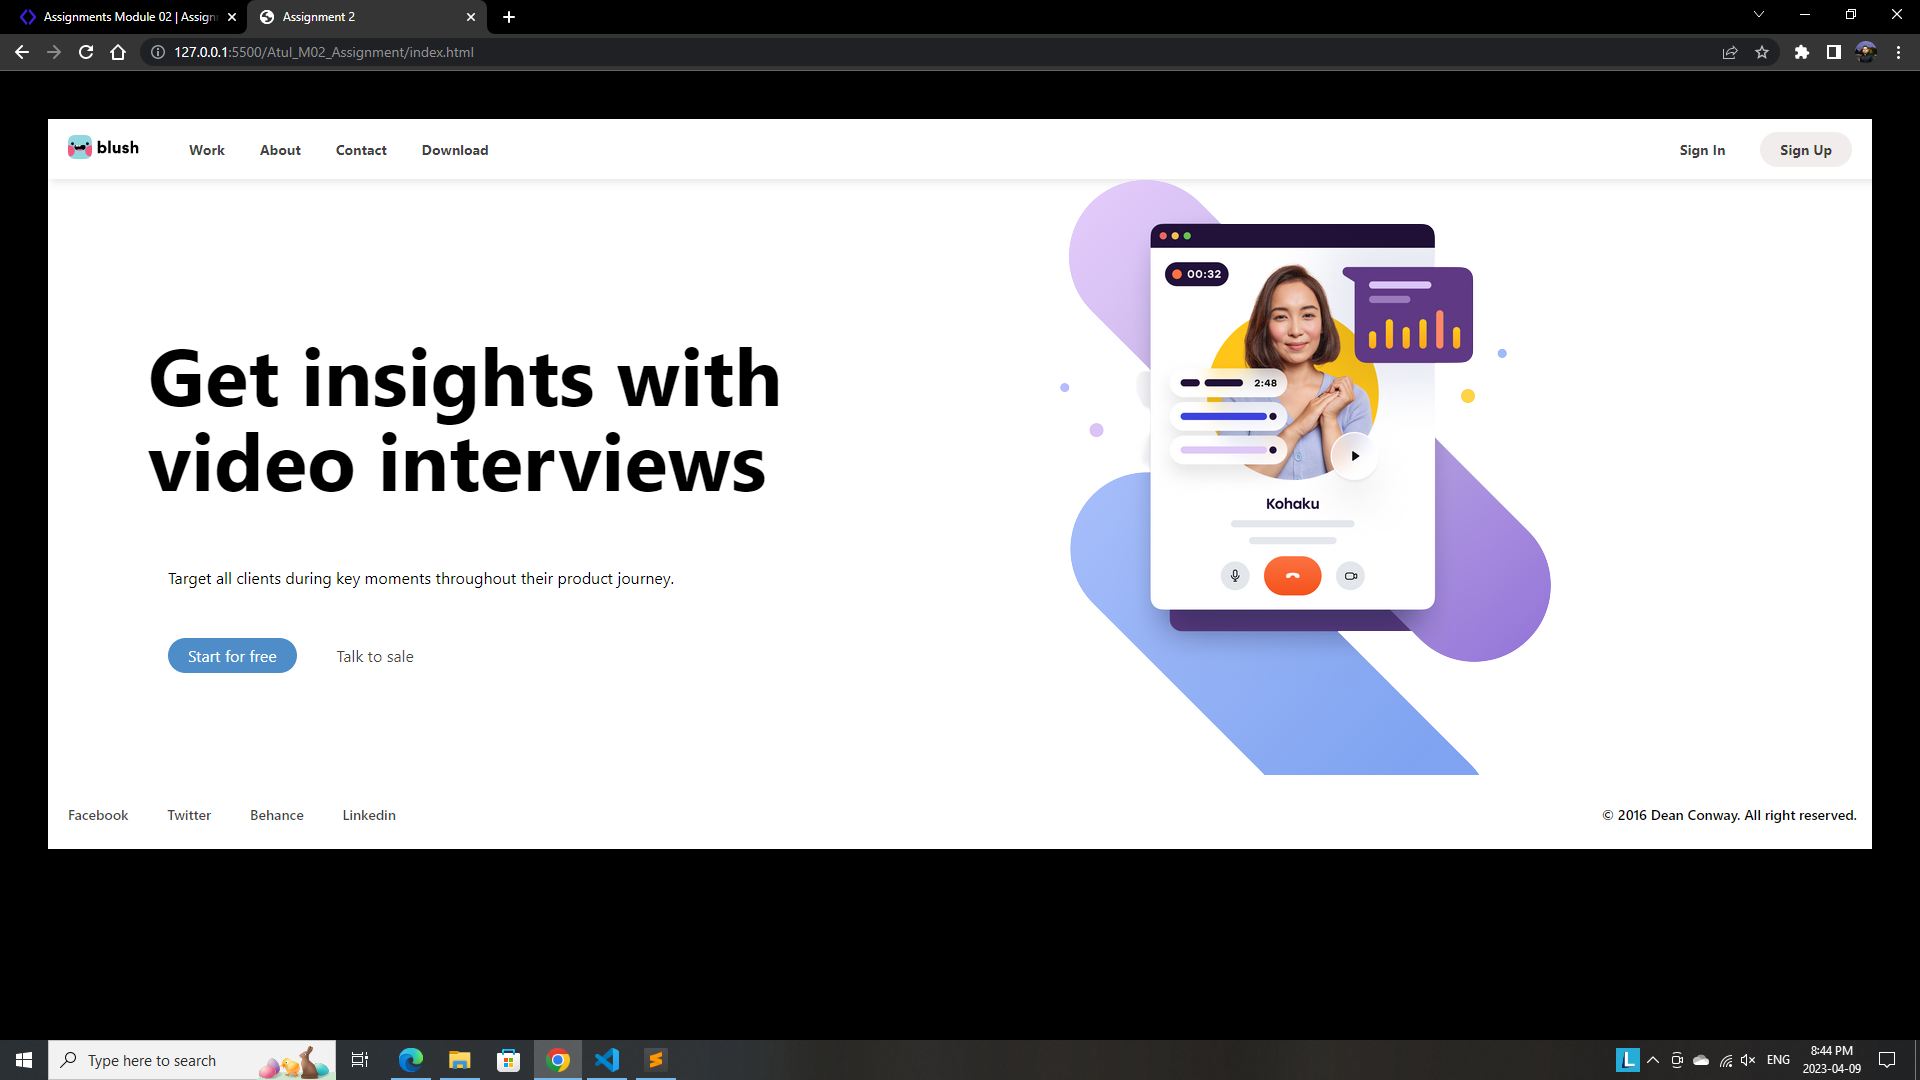 Assignments Module 02 | Assign
Assignment 2
127.0.0.1:5500/Atul_M02_Assignment/index.html
blush
Work
About
Contact
Download
Sign In
Sign Up
00:32
2:48
Kohaku
Get insights with
video interviews
Target all clients during key moments throughout their product journey.
Start for free
Talk to sale
Facebook
Twitter
Behance
Linkedin
© 2016 Dean Conway. All right reserved.
Type here to search
L
ENG
8:44 PM
2023-04-09